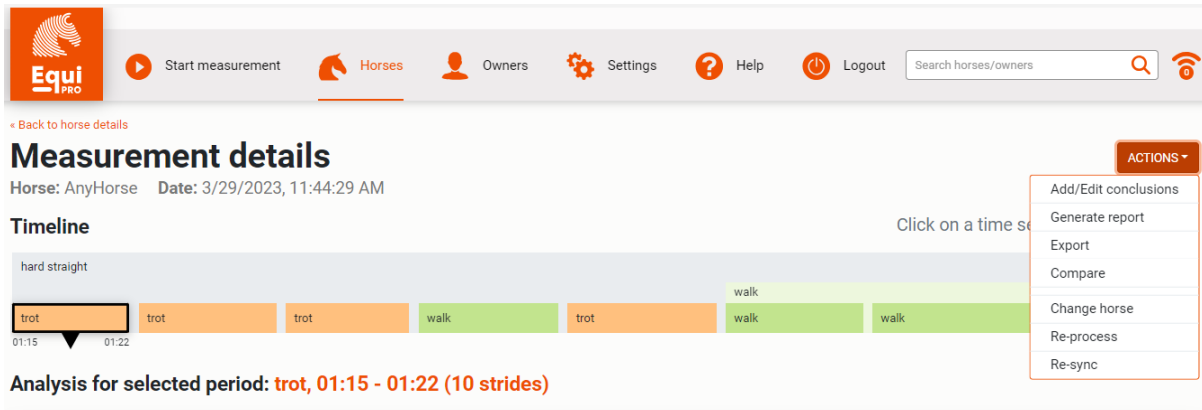 Equi
PRO
Start measurement
Horses
Owners
Settings
Help
Logout
Search horses/owners
0
« Back to horse details
Measurement details
ACTIONS
Horse: AnyHorse Date: 3/29/2023, 11:44:29 AM
Add/Edit conclusions
Generate report
Export
Compare
Change horse
Re-process
Re-sync
Timeline
Click on a time se
hard straight
walk
trot
trot
trot
walk
trot
walk
walk
01:15
01:22
Analysis for selected period: trot, 01:15 - 01:22 (10 strides)